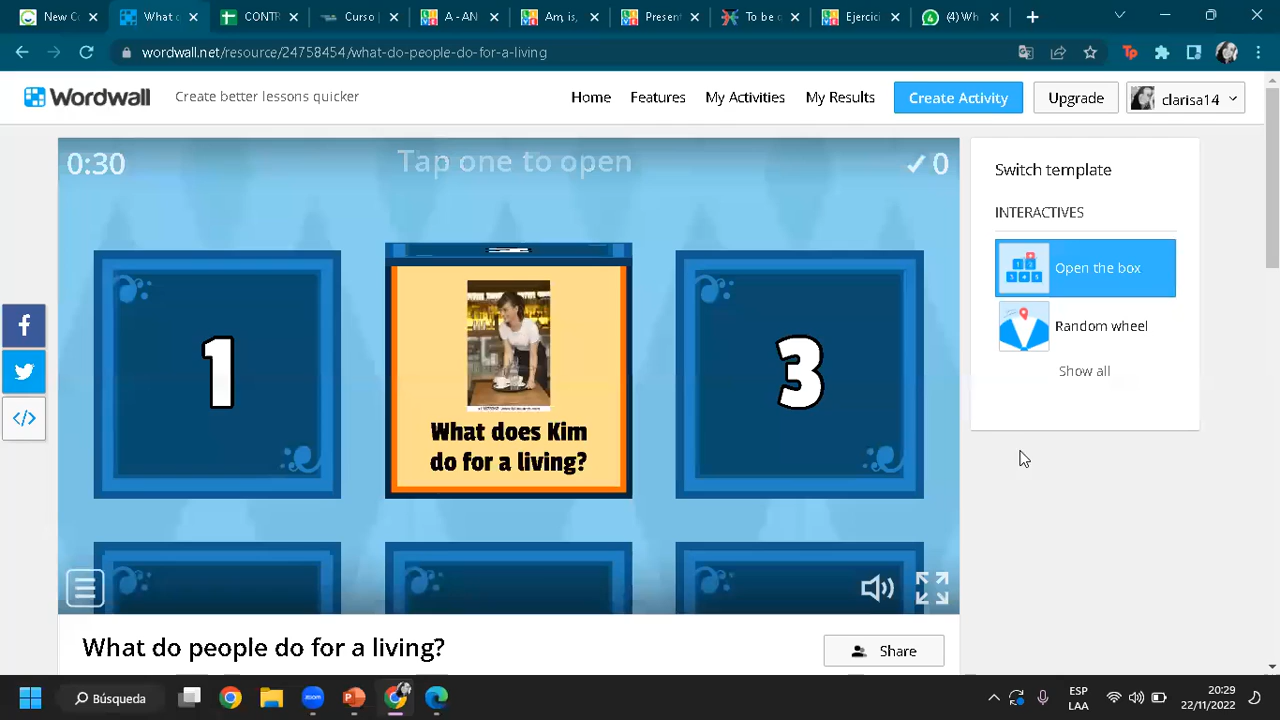 New Co
What d
CONTR
Curso |
A - AN
Am, is,
Present
To be o
Ejercici
(4) Wh
wordwall.net/resource/24758454/what-do-people-do-for-a-living
Wordwall
Create better lessons quicker
Home
Features
My Activities
My Results
Create Activity
Upgrade
clarisa14
0:30
Tap one to open
0
Switch template
INTERACTIVES
Open the box
Random wheel
Show all
1
What does Kim
do for a living?
3
What do people do for a living?
Share
Búsqueda
zoom
ESP
LAA
20:29
22/11/2022